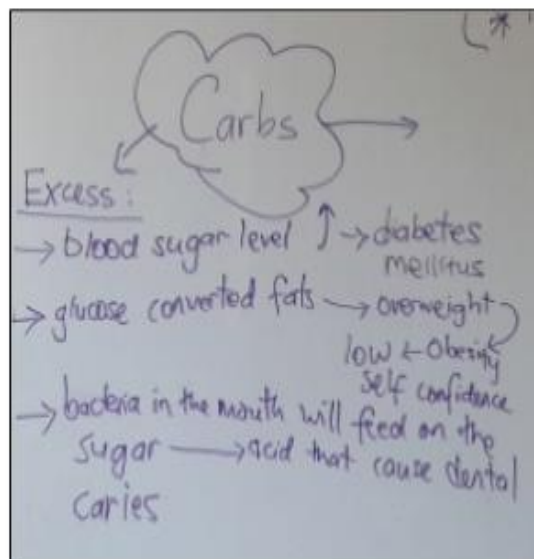 (*
Carbs
Excess:
→ blood sugar level ↑ → diabetes
mellitus
→ glucose converted fats → overweight
low ← Obesity
self confidence
→ bacteria in the mouth will feed on the
sugar → acid that cause dental
caries